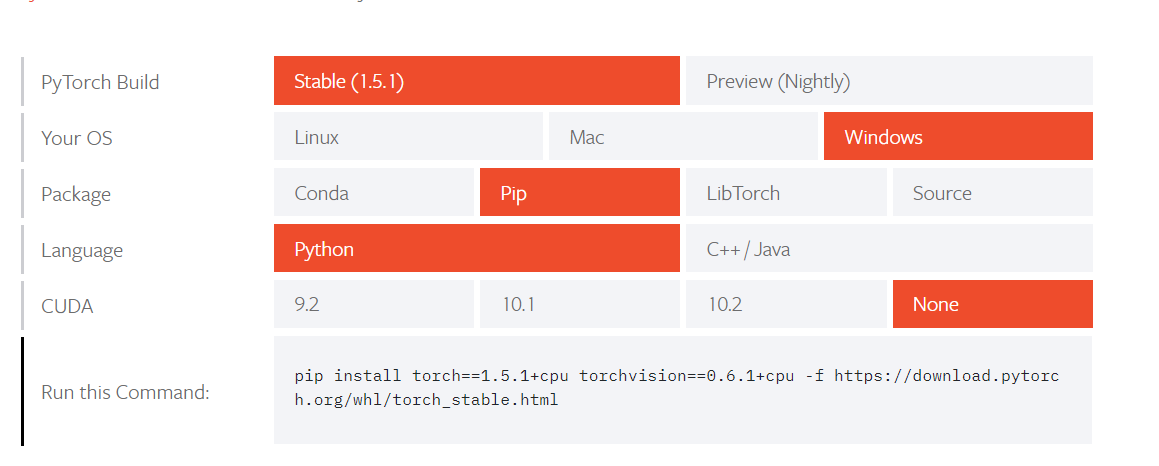 PyTorch Build
Stable (1.5.1)
Preview (Nightly)
Your OS
Linux
Mac
Windows
Package
Conda
Pip
LibTorch
Source
Language
Python
C++ / Java
CUDA
9.2
10.1
10.2
None
Run this Command:
pip install torch==1.5.1+cpu torchvision==0.6.1+cpu -f https://download.pytorc
h.org/whl/torch_stable.html